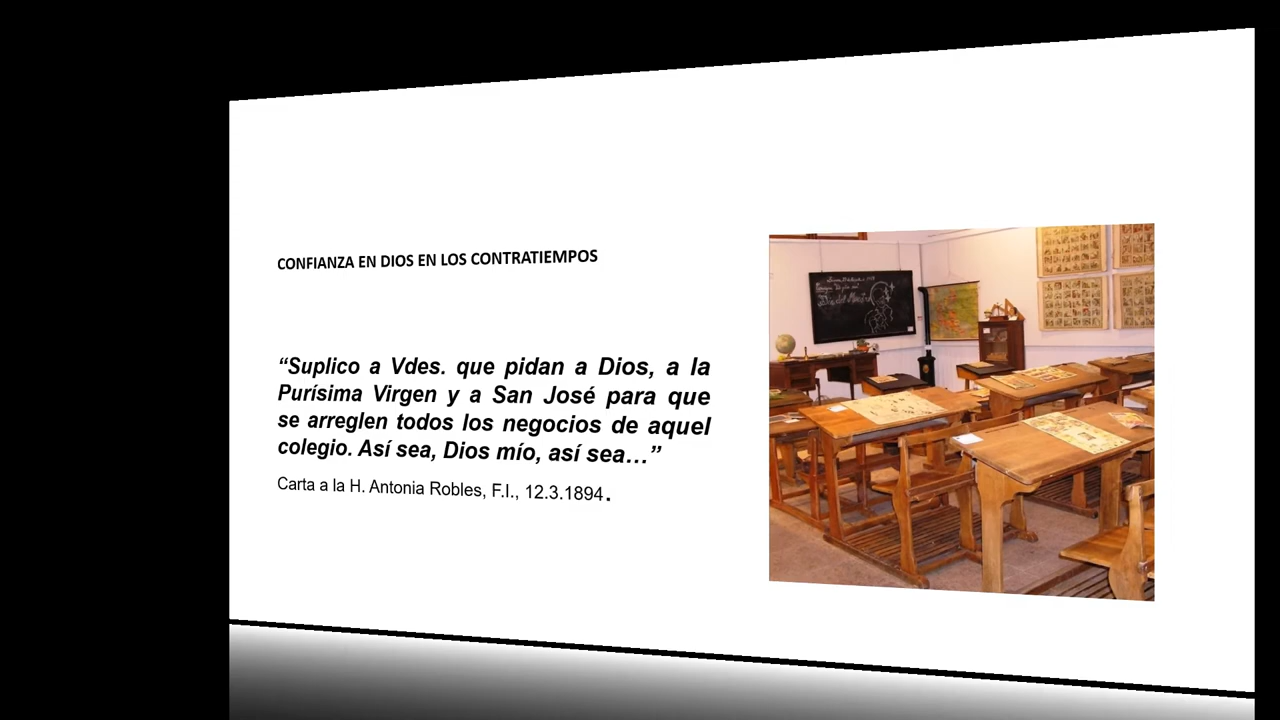 CONFIANZA EN DIOS EN LOS CONTRATIEMPOS
“Suplico a Vdes. que pidan a Dios, a la
Purísima Virgen y a San José para que
se arreglen todos los negocios de aquel
colegio. Así sea, Dios mío, así sea…”
Carta a la H. Antonia Robles, F.I., 12.3.1894.